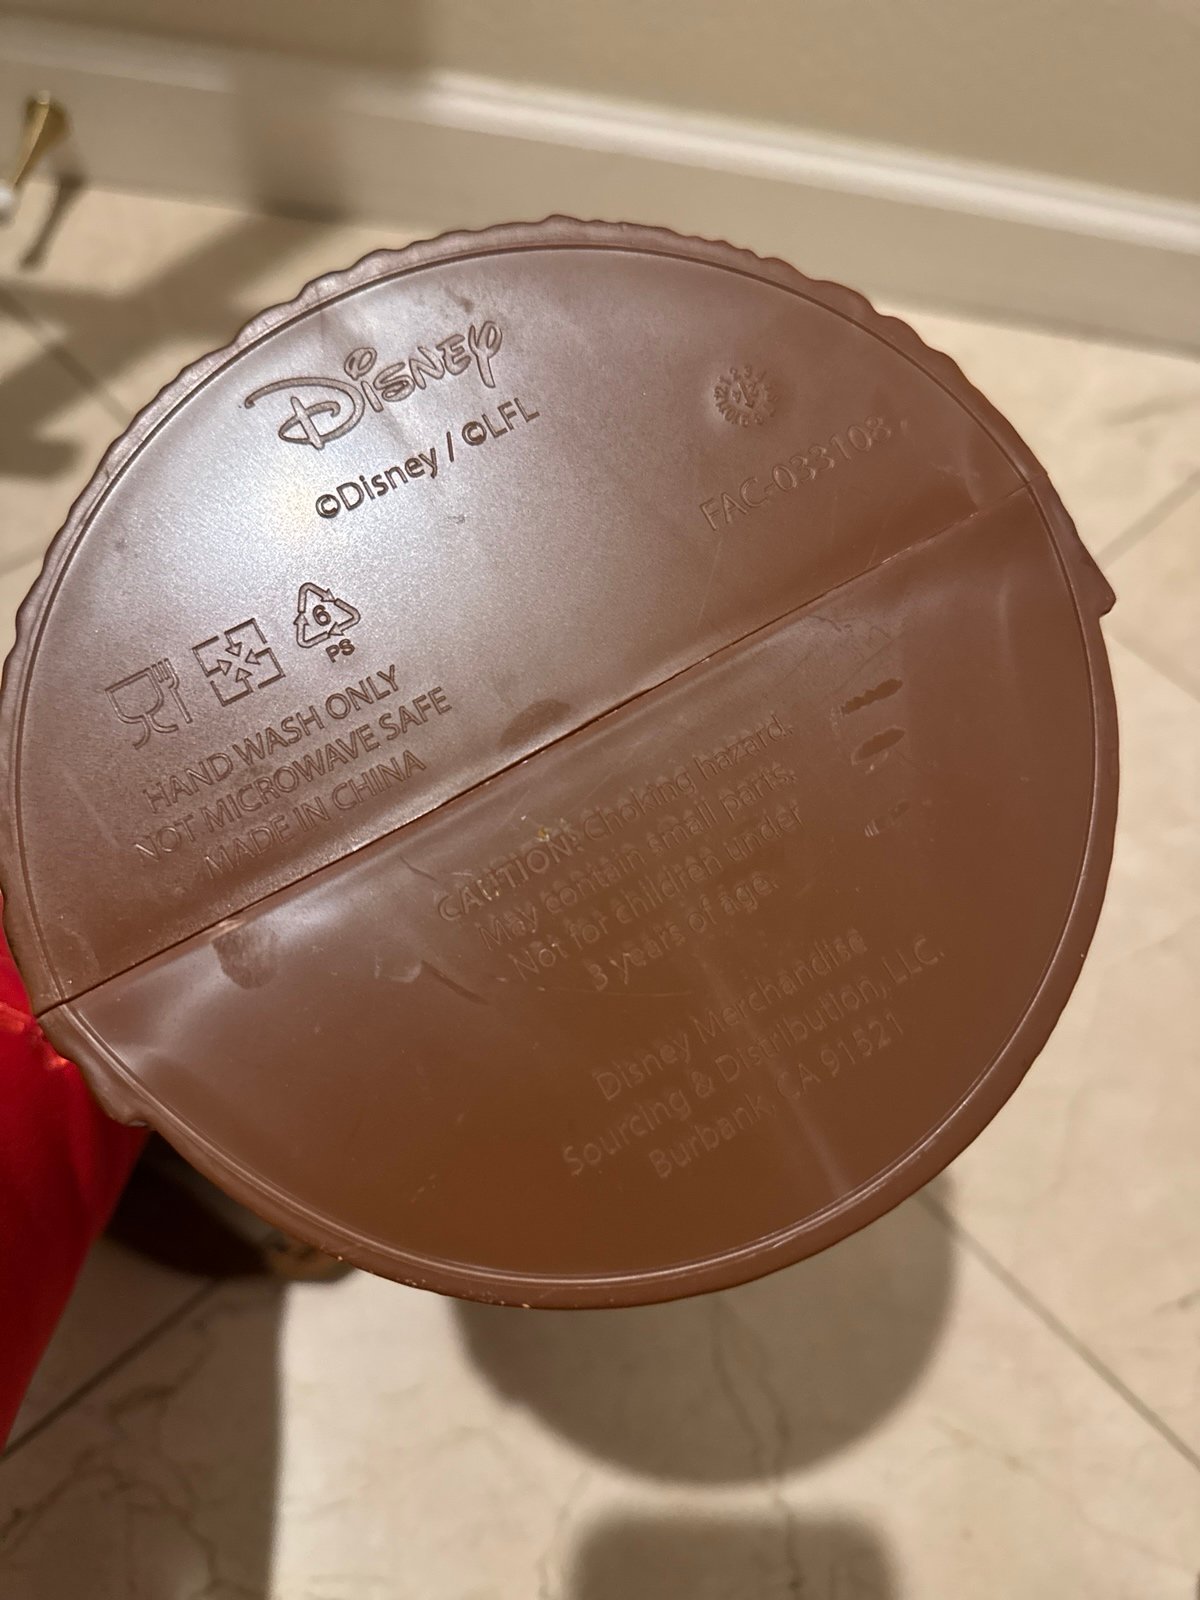 Disney
©Disney / ©LFL
FAC-033108
6
PS
HAND WASH ONLY
NOT MICROWAVE SAFE
MADE IN CHINA
CAUTION: Choking hazard.
May contain small parts.
Not for children under
3 years of age.
Disney Merchandise
Sourcing & Distribution, LLC.
Burbank, CA 91521